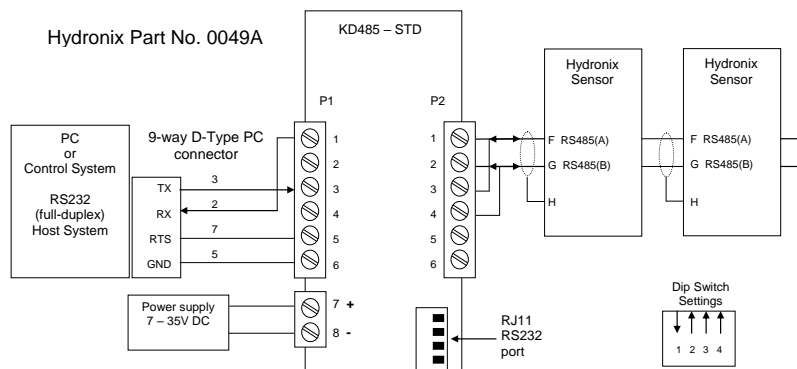 Hydronix Part No. 0049A
KD485 – STD
P1
P2
PC
or
Control System
RS232
(full-duplex)
Host System
9-way D-Type PC
connector
TX
RX
RTS
GND
3
2
7
5
1
2
3
4
5
6
7 +
8 -
Power supply
7 – 35V DC
1
2
3
4
5
6
RJ11
RS232
port
Hydronix
Sensor
F RS485(A)
G RS485(B)
H
Hydronix
Sensor
F RS485(A)
G RS485(B)
H
Dip Switch
Settings
1 2 3 4